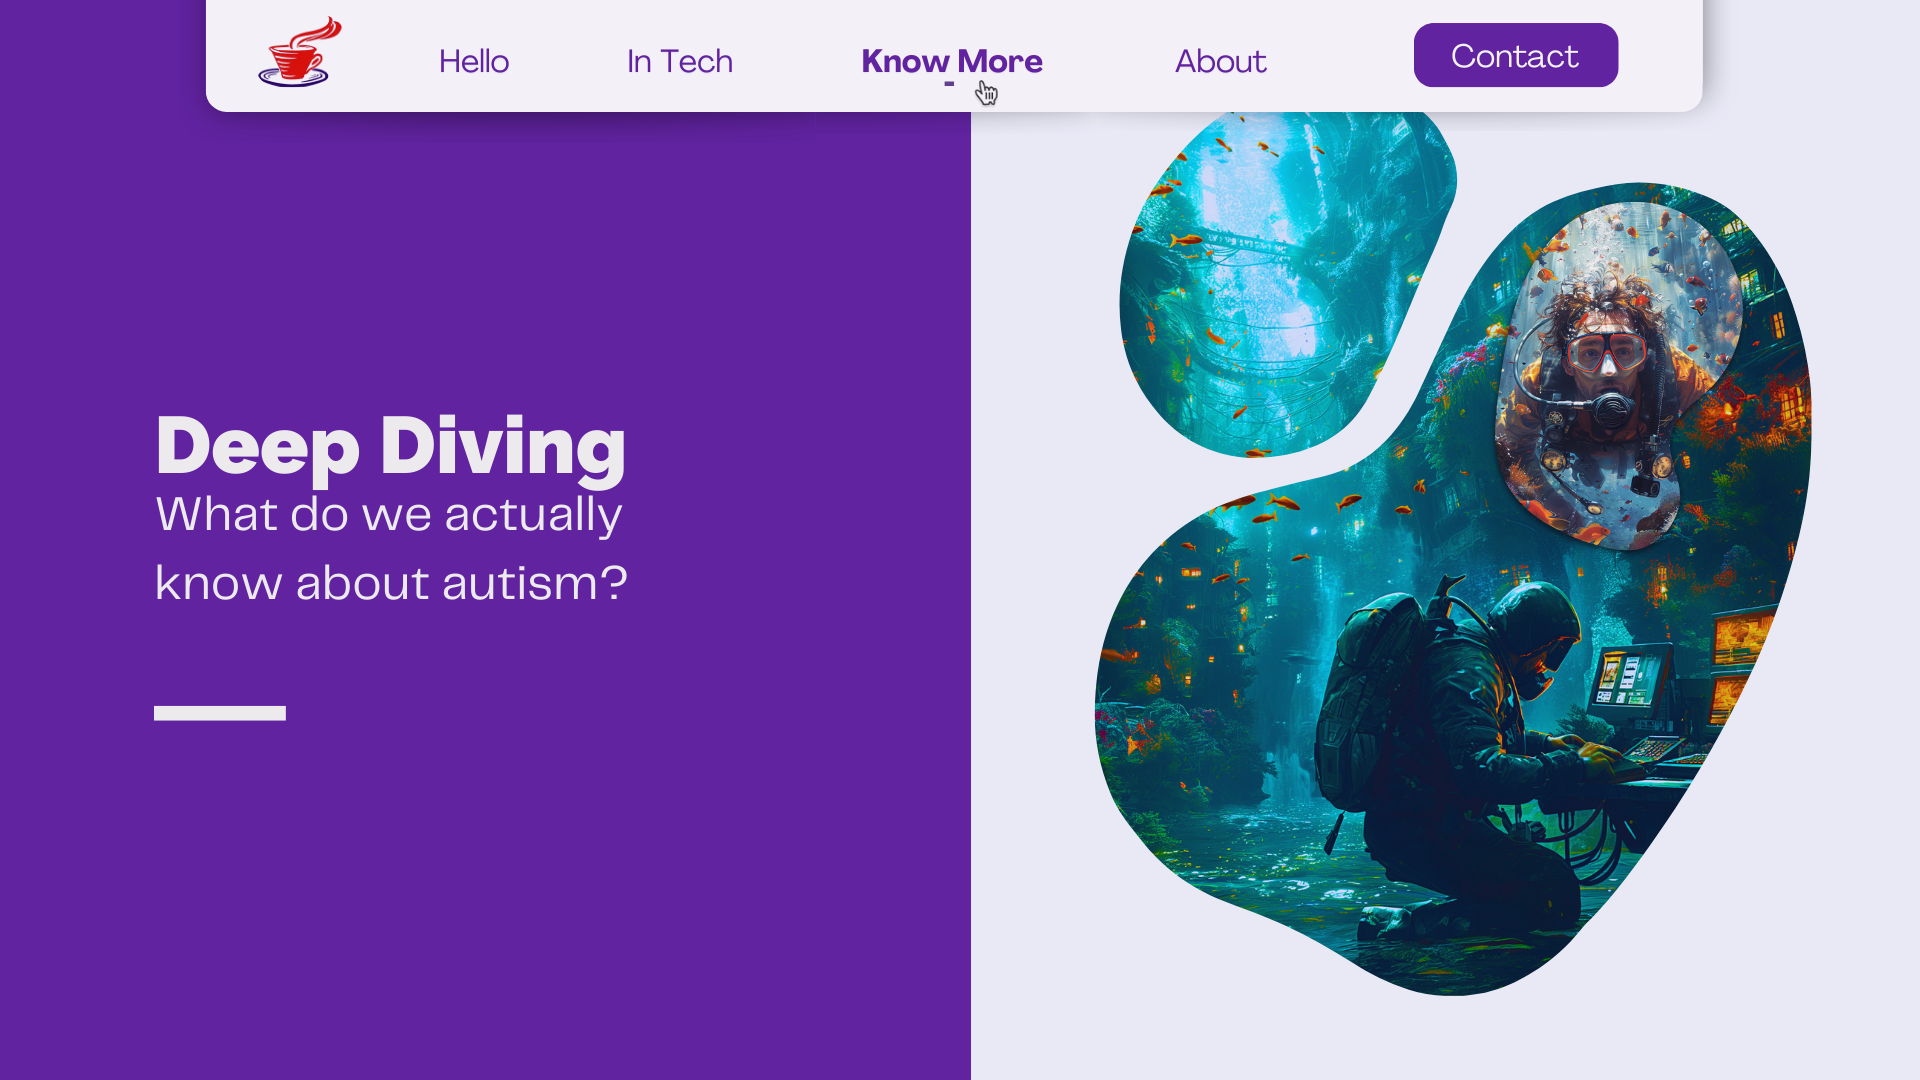 Hello
In Tech
Know More
About
Contact
Deep Diving
What do we actually
know about autism?